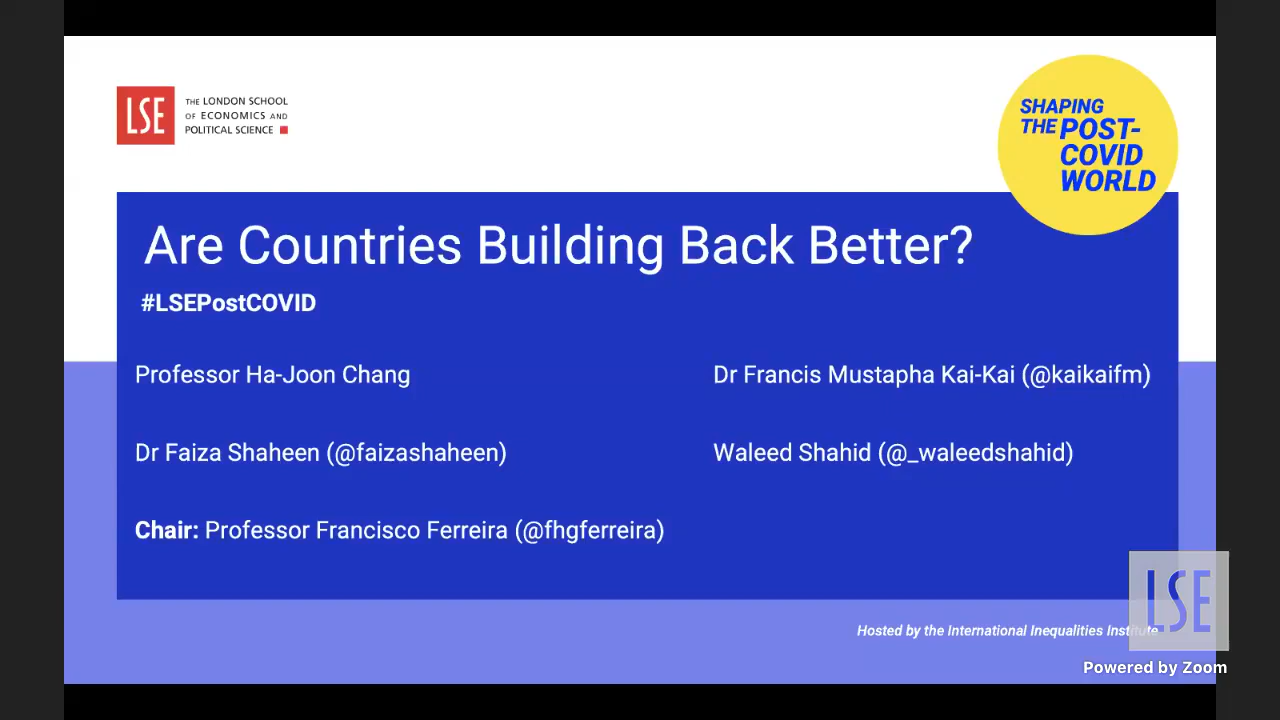 LSE
THE LONDON SCHOOL
OF ECONOMICS AND
POLITICAL SCIENCE
SHAPING
THE POST-
COVID
WORLD
Are Countries Building Back Better?
#LSEPostCOVID
Professor Ha-Joon Chang
Dr Francis Mustapha Kai-Kai (@kaikaifm)
Dr Faiza Shaheen (@faizashaheen)
Waleed Shahid (@_waleedshahid)
Chair: Professor Francisco Ferreira (@fhgferreira)
Hosted by the International Inequalities Institute
LSE
Powered by Zoom